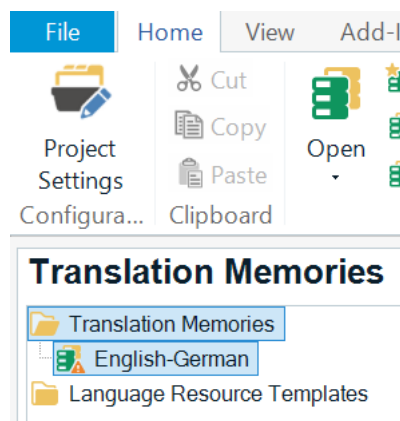 File Home View Add-I
Cut
Copy
Paste
Project
Settings
Open
Configura... Clipboard
Translation Memories
Translation Memories
English-German
Language Resource Templates